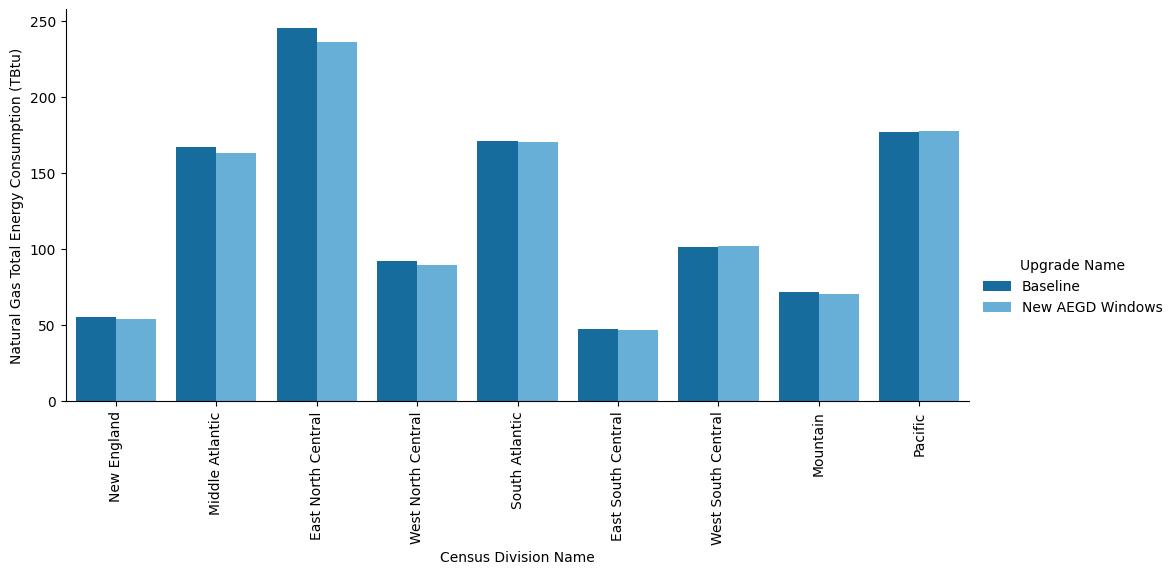 Natural Gas Total Energy Consumption (TBtu)
250
200
150
100
50
0
New England
Middle Atlantic
East North Central
West North Central
South Atlantic
East South Central
West South Central
Mountain
Pacific
Census Division Name
Upgrade Name
Baseline
New AEGD Windows